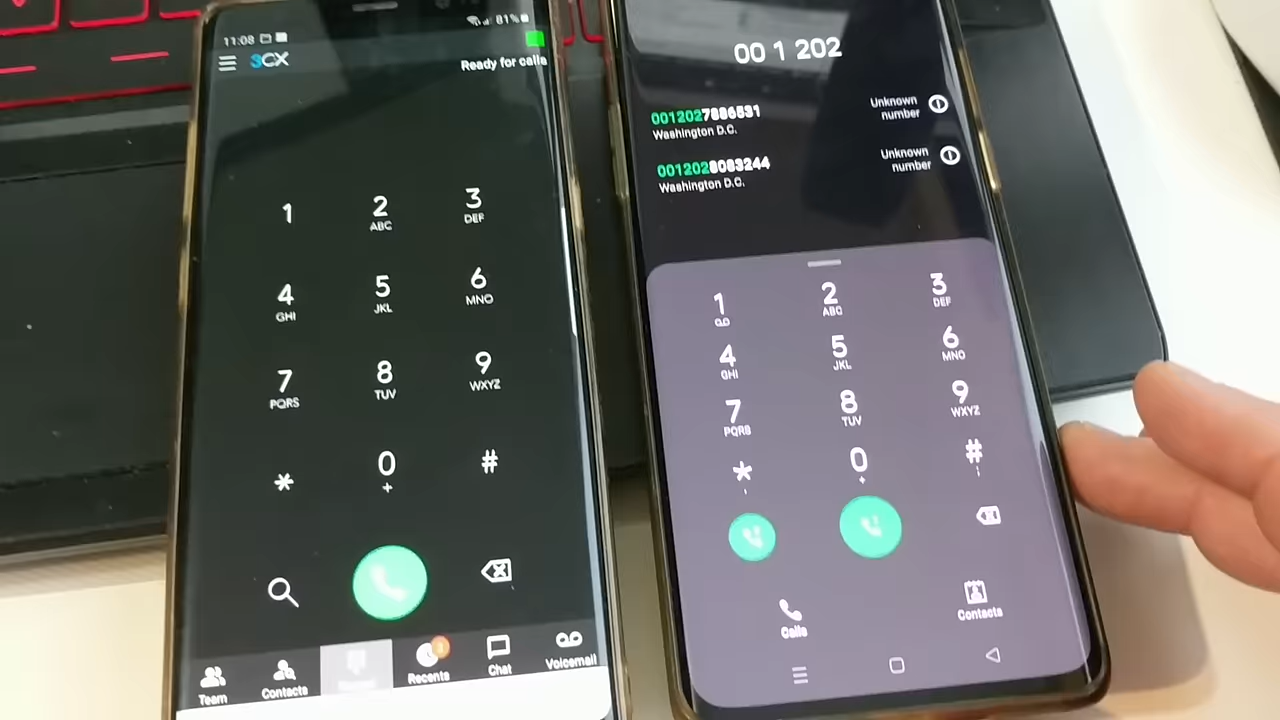 11:08
81%
3CX
Ready for calls
1
2
ABC
3
DEF
4
GHI
5
JKL
6
MNO
7
PQRS
8
TUV
9
WXYZ
*
0
+
#
Team
Contacts
Recents
Chat
Voicemail
00 1 202
0012027886531
Washington D.C.
Unknown
number
0012028083244
Washington D.C.
Unknown
number
1
2
ABC
3
DEF
4
GHI
5
JKL
6
MNO
7
PQRS
8
TUV
9
WXYZ
*
,
0
+
#
;
Calls
Contacts